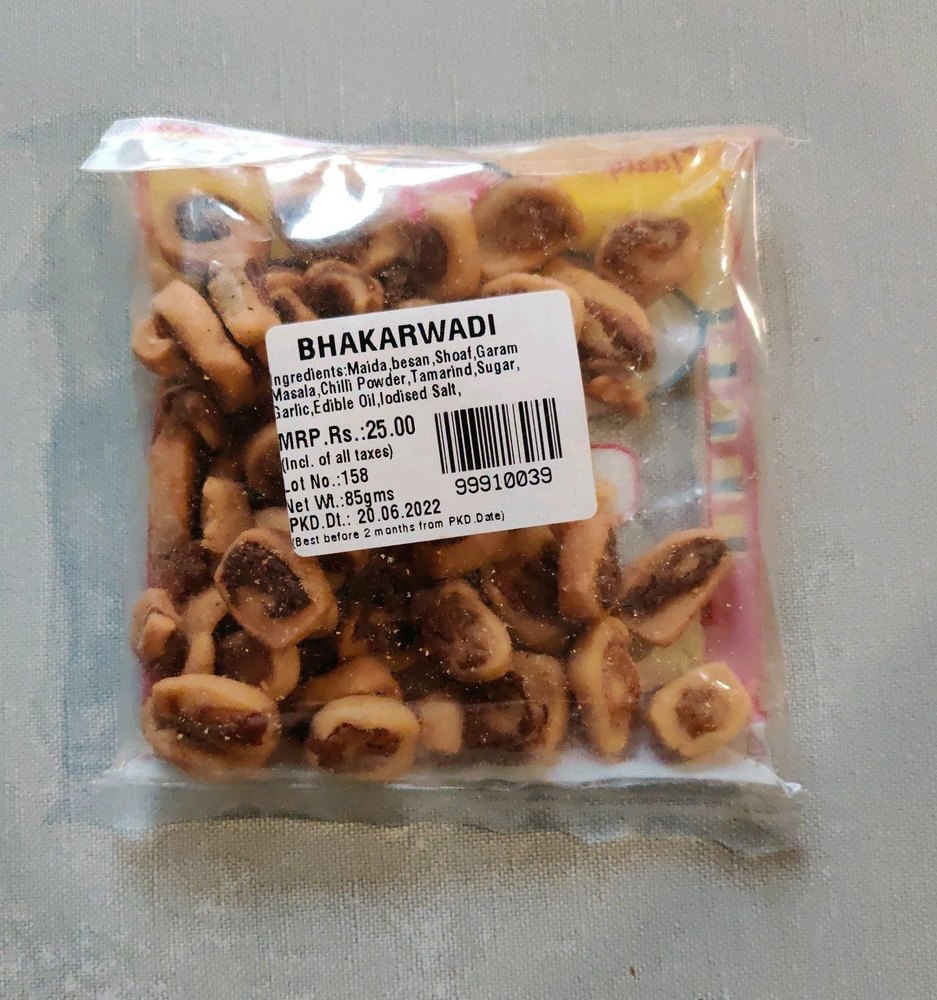 Tasty
BHAKARWADI
ngredients:Maida,besan,Shoaf,Garam
Masala,Chilli Powder,Tamarind,Sugar,
Garlic,Edible Oil,Iodised Salt,
MRP.Rs.:25.00
(Incl. of all taxes)
Lot No.:158
Net Wt.:85gms
PKD.Dt.: 20.06.2022
(Best before 2 months from PKD.Date)
99910039